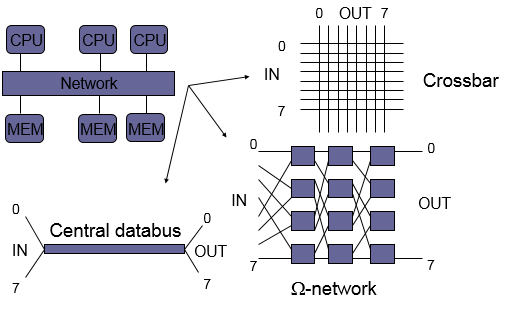 CPU CPU CPU
Network
MEM MEM MEM
0 OUT 7
0
IN
7
Crossbar
0 0
IN OUT
7 7
Ω-network
0 0
Central databus
IN OUT
7 7